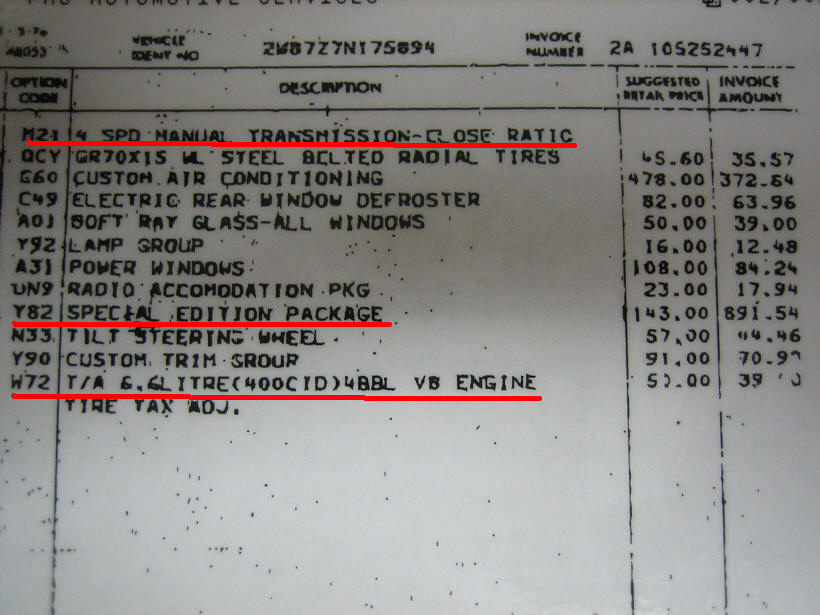 AUTOMOTIVE SERVICES
VEHICLE IDENT NO 2W87Z7N175894 INVOICE NUMBER 2A 105252447
OPTION CODE DESCRIPTION SUGGESTED RETAIL PRICE INVOICE AMOUNT
M21 4 SPD MANUAL TRANSMISSION-CLOSE RATIO
QCY GR70X15 WL STEEL BELTED RADIAL TIRES 45.60 35.57
C60 CUSTOM AIR CONDITIONING 478.00 372.84
C49 ELECTRIC REAR WINDOW DEFROSTER 82.00 63.96
A01 SOFT RAY GLASS-ALL WINDOWS 50.00 39.00
Y92 LAMP GROUP 16.00 12.48
A31 POWER WINDOWS 108.00 84.24
UN9 RADIO ACCOMODATION PKG 23.00 17.94
Y82 SPECIAL EDITION PACKAGE 1143.00 891.54
N33 TILT STEERING WHEEL 57.00 44.46
Y90 CUSTOM TRIM GROUP 91.00
W72 T/A 6.6LITRE(400CID)4BBL V8 ENGINE
TIRE TAX ADJ.